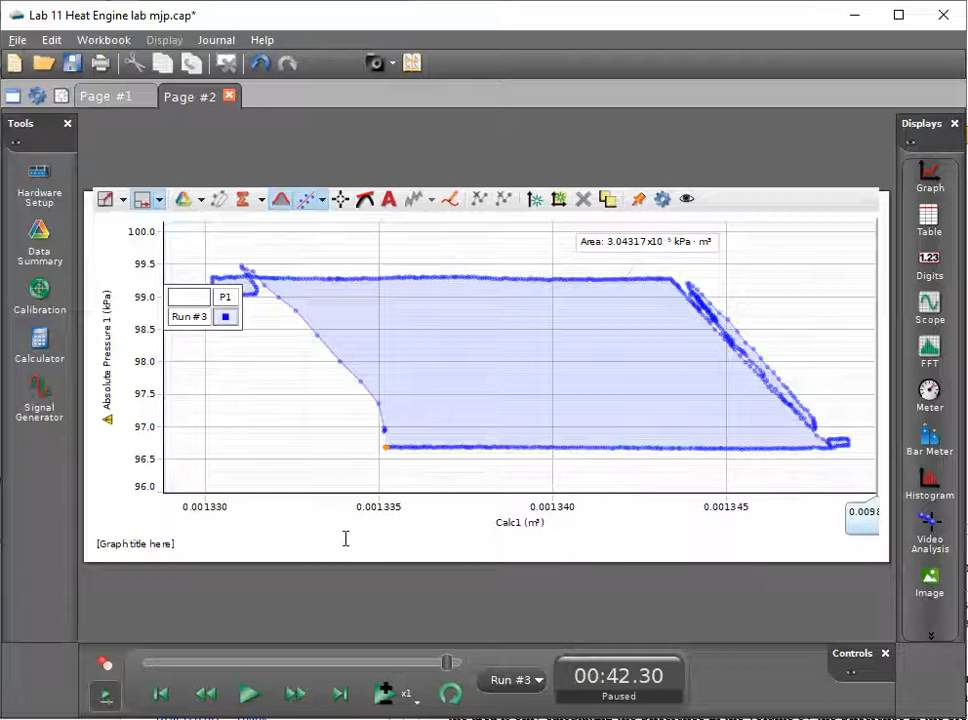 Lab 11 Heat Engine lab mjp.cap*
File Edit Workbook Display Journal Help
Page #1 Page #2
Tools
Hardware
Setup
Data
Summary
Calibration
Calculator
Signal
Generator
Area: 3.04317x10⁻⁵ kPa · m³
Absolute Pressure 1 (kPa)
100.0
99.5
99.0
98.5
98.0
97.5
97.0
96.5
96.0
P1
Run #3
0.001330 0.001335 0.001340 0.001345
Calc1 (m³)
0.0098
[Graph title here]
Displays
Graph
Table
1.23
Digits
Scope
FFT
Meter
Bar Meter
Histogram
Video
Analysis
Image
x1
Run #3
00:42.30
Paused
Controls